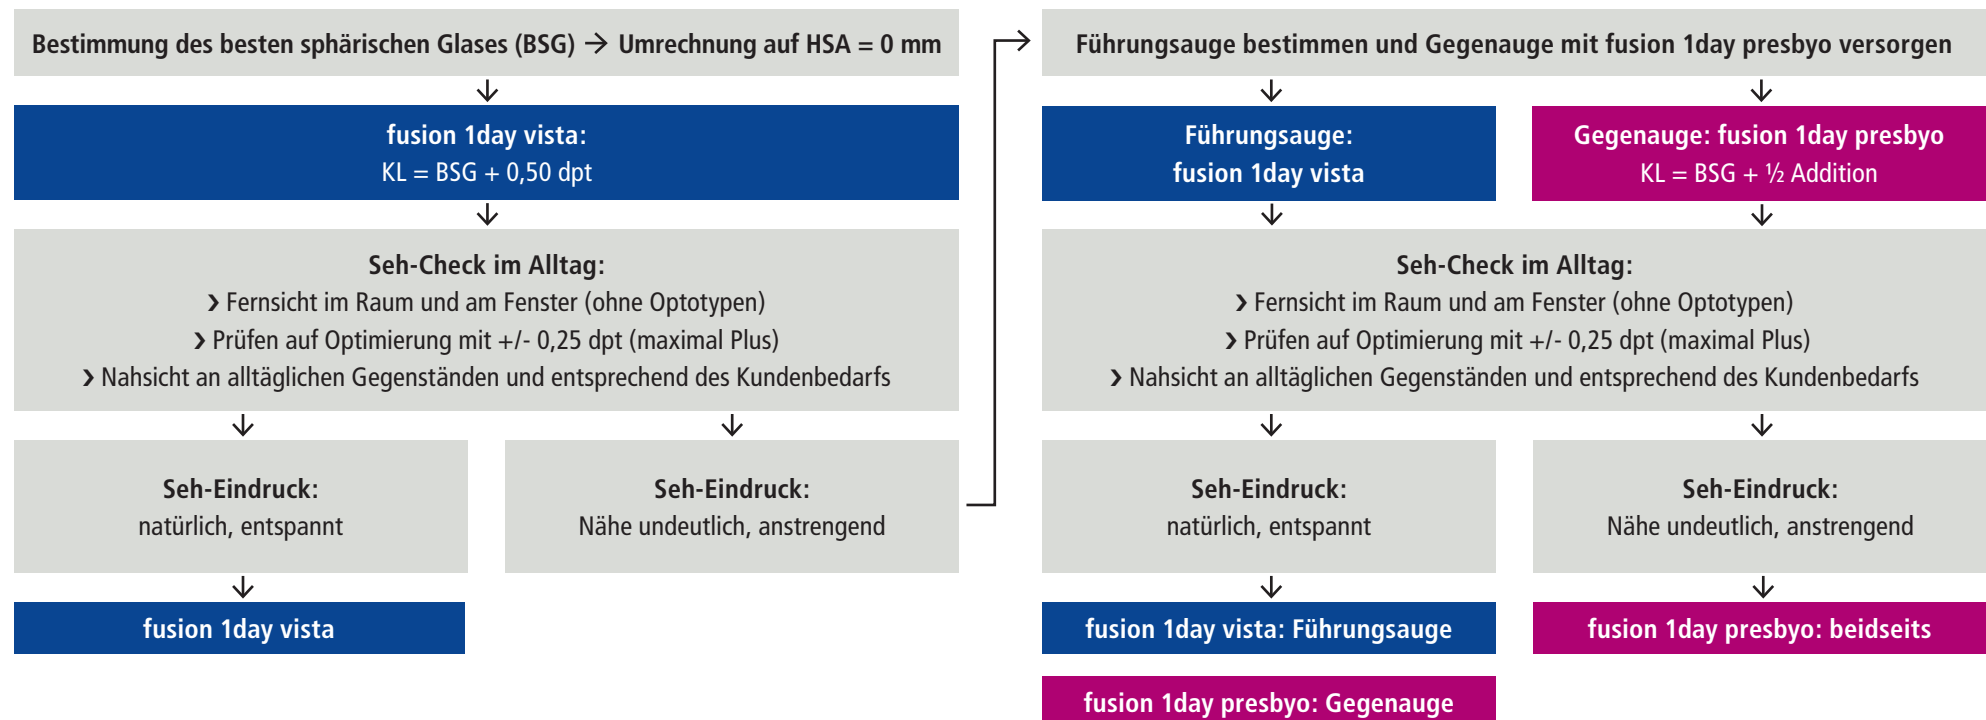 Bestimmung des besten sphärischen Glases (BSG) → Umrechnung auf HSA = 0 mm
fusion 1day vista:
KL = BSG + 0,50 dpt
Seh-Check im Alltag:
› Fernsicht im Raum und am Fenster (ohne Optotypen)
› Prüfen auf Optimierung mit +/- 0,25 dpt (maximal Plus)
› Nahsicht an alltäglichen Gegenständen und entsprechend des Kundenbedarfs
Seh-Eindruck:
natürlich, entspannt
Seh-Eindruck:
Nähe undeutlich, anstrengend
fusion 1day vista
Führungsauge bestimmen und Gegenauge mit fusion 1day presbyo versorgen
Führungsauge:
fusion 1day vista
Gegenauge: fusion 1day presbyo
KL = BSG + ½ Addition
Seh-Check im Alltag:
› Fernsicht im Raum und am Fenster (ohne Optotypen)
› Prüfen auf Optimierung mit +/- 0,25 dpt (maximal Plus)
› Nahsicht an alltäglichen Gegenständen und entsprechend des Kundenbedarfs
Seh-Eindruck:
natürlich, entspannt
Seh-Eindruck:
Nähe undeutlich, anstrengend
fusion 1day vista: Führungsauge
fusion 1day presbyo: Gegenauge
fusion 1day presbyo: beidseits